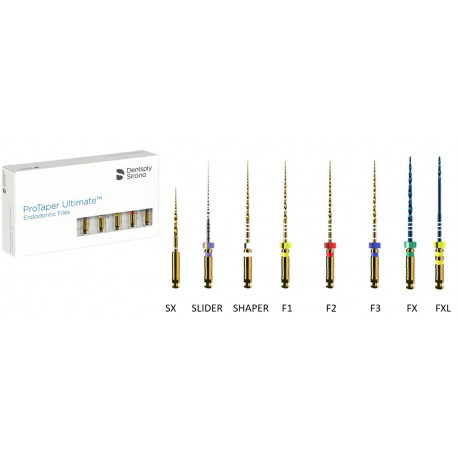 Dentsply
Sirona
ProTaper Ultimate™
Endodontic Files
SX SLIDER SHAPER F1 F2 F3 FX FXL